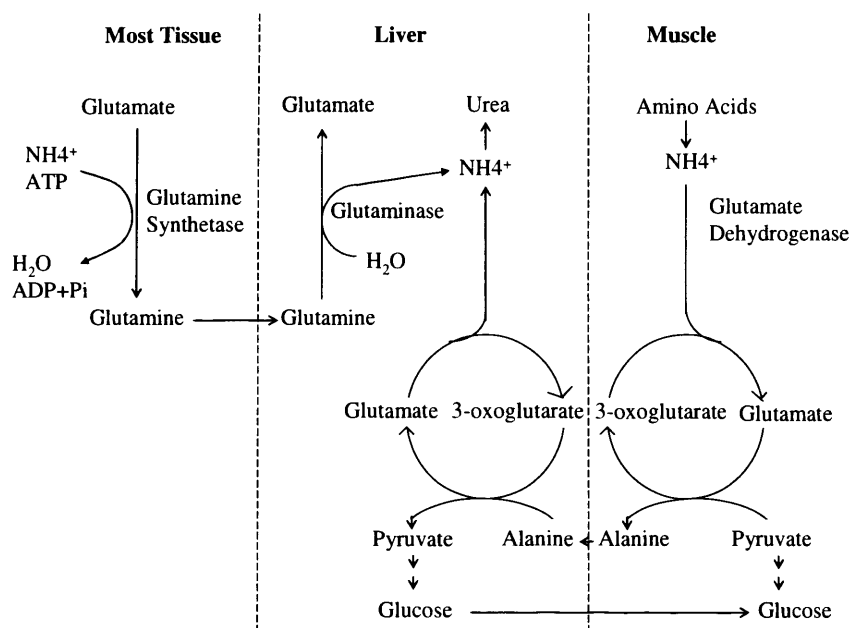 Most Tissue
Liver
Muscle
Glutamate
NH4+
ATP
Glutamine
Synthetase
H₂O
ADP+Pi
Glutamine
Glutamate
Urea
NH4+
Glutaminase
H₂O
Glutamine
Glutamate
3-oxoglutarate
Pyruvate
Alanine
Glucose
Amino Acids
NH4+
Glutamate
Dehydrogenase
3-oxoglutarate
Glutamate
Alanine
Pyruvate
Glucose